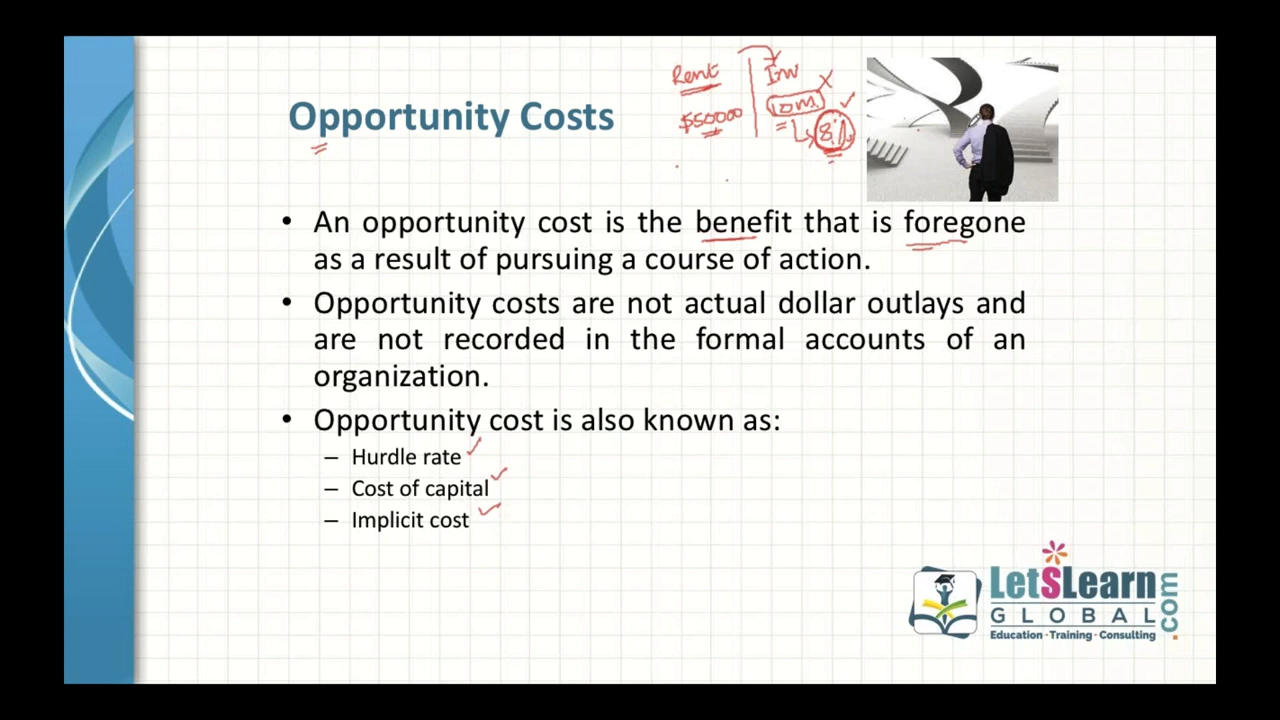 Rent
Inv
X
$50000
10m
8%
Opportunity Costs
• An opportunity cost is the benefit that is foregone
as a result of pursuing a course of action.
• Opportunity costs are not actual dollar outlays and
are not recorded in the formal accounts of an
organization.
• Opportunity cost is also known as:
– Hurdle rate
– Cost of capital
– Implicit cost
LetSLearn
GLOBAL
.com
Education · Training · Consulting